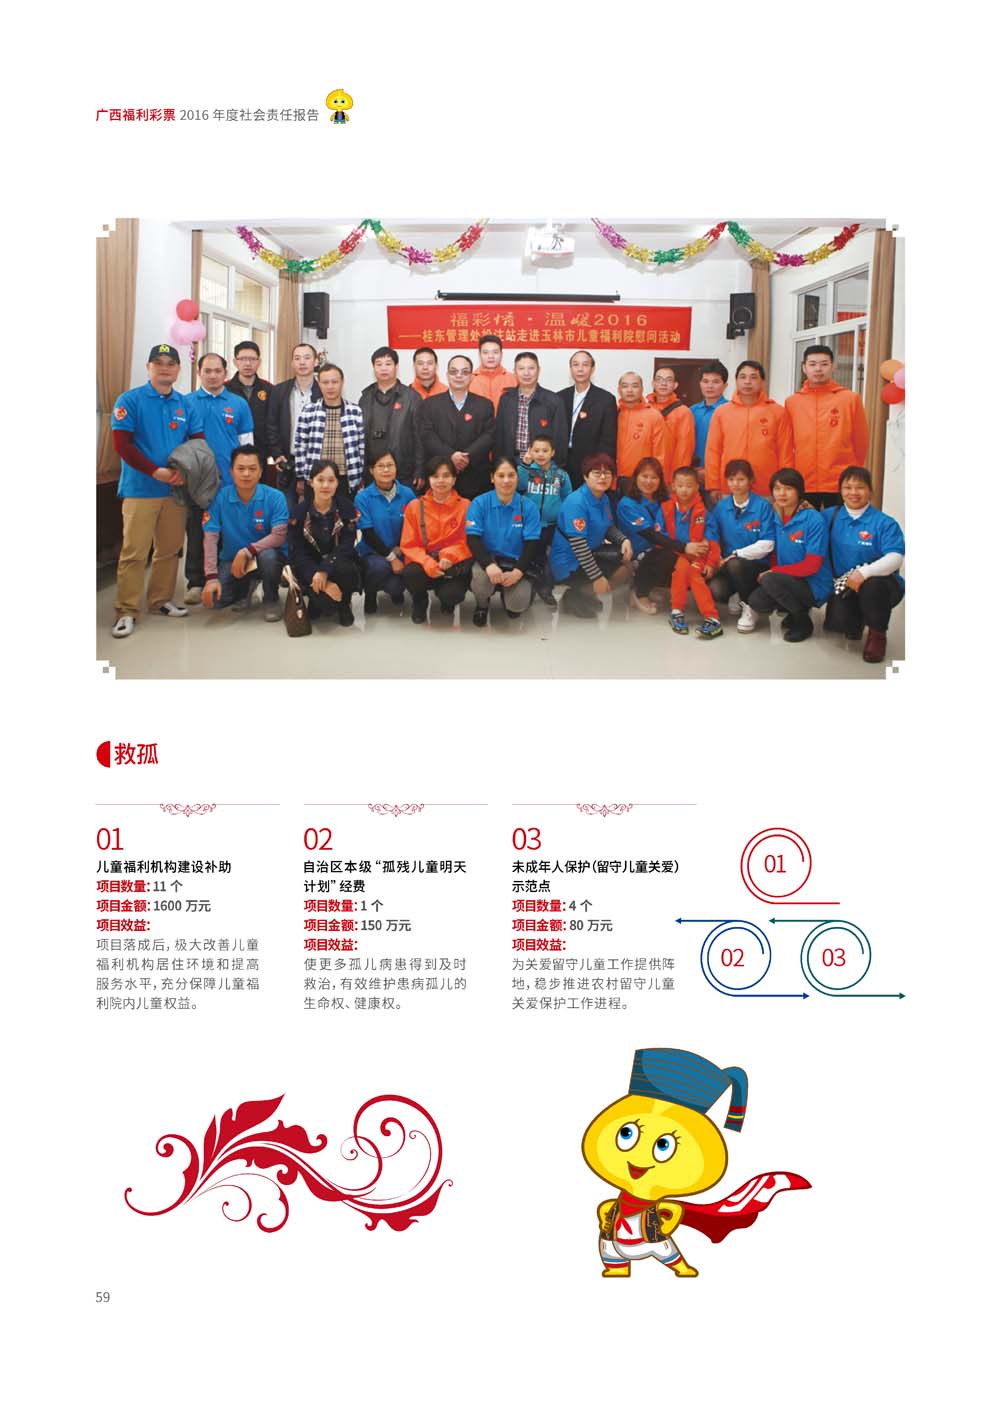 广西福利彩票 2016 年度社会责任报告
福彩情·温暖2016
——桂东管理处投注站走进玉林市儿童福利院慰问活动
救孤
01
儿童福利机构建设补助
项目数量：11 个
项目金额：1600 万元
项目效益：
项目落成后，极大改善儿童
福利机构居住环境和提高
服务水平，充分保障儿童福
利院内儿童权益。
02
自治区本级“孤残儿童明天
计划”经费
项目数量：1 个
项目金额：150 万元
项目效益：
使更多孤儿病患得到及时
救治，有效维护患病孤儿的
生命权、健康权。
03
未成年人保护（留守儿童关爱）
示范点
项目数量：4 个
项目金额：80 万元
项目效益：
为关爱留守儿童工作提供阵
地，稳步推进农村留守儿童
关爱保护工作进程。
01
02
03
59